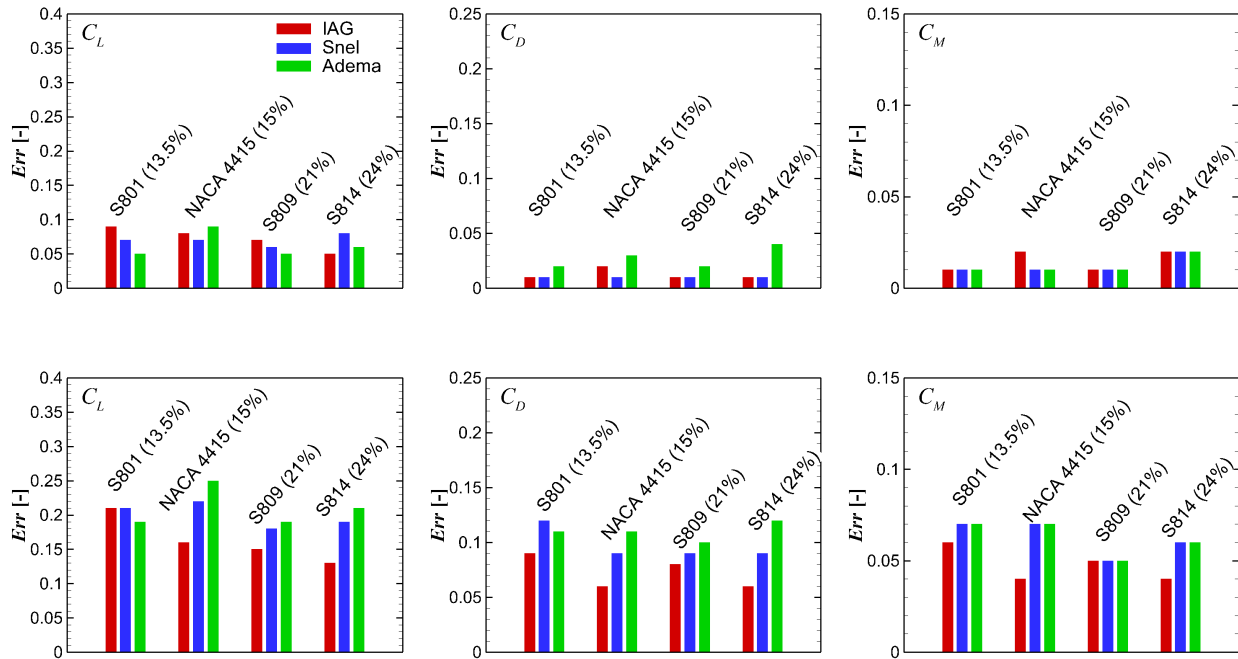 C_L
IAG
Snel
Adema
Err [-]
0.4
0.35
0.3
0.25
0.2
0.15
0.1
0.05
0
S801 (13.5%)
NACA 4415 (15%)
S809 (21%)
S814 (24%)
C_D
0.25
0.2
0.15
0.1
0.05
0
S801 (13.5%)
NACA 4415 (15%)
S809 (21%)
S814 (24%)
C_M
0.15
0.1
0.05
0
S801 (13.5%)
NACA 4415 (15%)
S809 (21%)
S814 (24%)
C_L
Err [-]
0.4
0.35
0.3
0.25
0.2
0.15
0.1
0.05
0
S801 (13.5%)
NACA 4415 (15%)
S809 (21%)
S814 (24%)
C_D
0.25
0.2
0.15
0.1
0.05
0
S801 (13.5%)
NACA 4415 (15%)
S809 (21%)
S814 (24%)
C_M
0.15
0.1
0.05
0
S801 (13.5%)
NACA 4415 (15%)
S809 (21%)
S814 (24%)